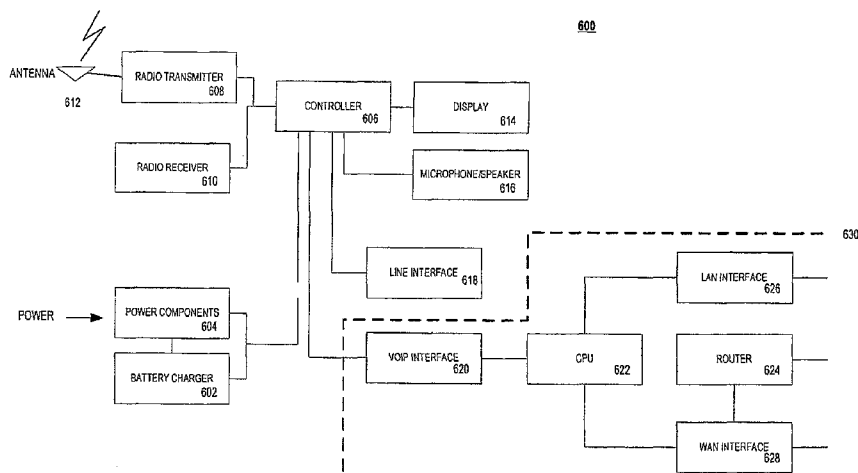 600
ANTENNA
612
RADIO TRANSMITTER
608
CONTROLLER
606
DISPLAY
614
RADIO RECEIVER
610
MICROPHONE/SPEAKER
616
630
LINE INTERFACE
618
LAN INTERFACE
626
POWER
POWER COMPONENTS
604
BATTERY CHARGER
602
VOIP INTERFACE
620
CPU
622
ROUTER
624
WAN INTERFACE
628